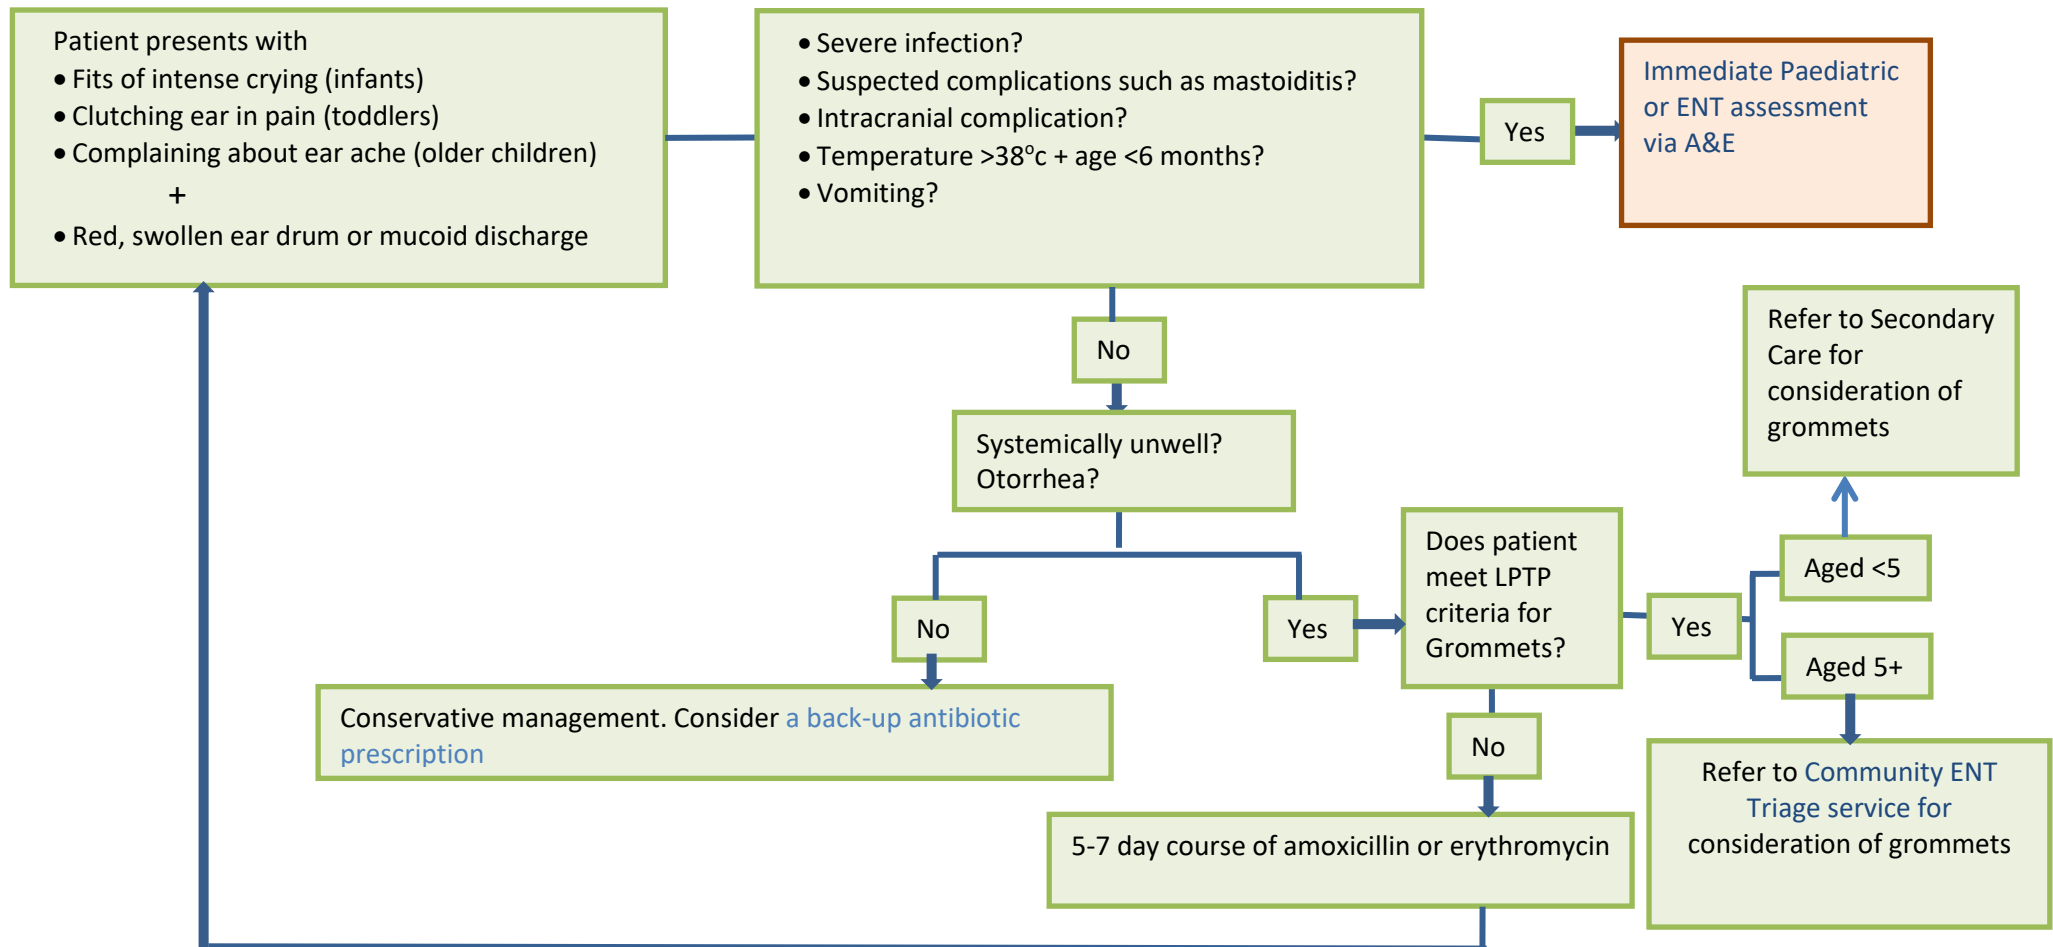 Patient presents with
• Fits of intense crying (infants)
• Clutching ear in pain (toddlers)
• Complaining about ear ache (older children)
+
• Red, swollen ear drum or mucoid discharge
• Severe infection?
• Suspected complications such as mastoiditis?
• Intracranial complication?
• Temperature >38°c + age <6 months?
• Vomiting?
Yes
Immediate Paediatric
or ENT assessment
via A&E
No
Systemically unwell?
Otorrhea?
No
Conservative management. Consider a back-up antibiotic
prescription
Yes
Does patient
meet LPTP
criteria for
Grommets?
Yes
Aged <5
Refer to Secondary
Care for
consideration of
grommets
Aged 5+
Refer to Community ENT
Triage service for
consideration of grommets
No
5-7 day course of amoxicillin or erythromycin